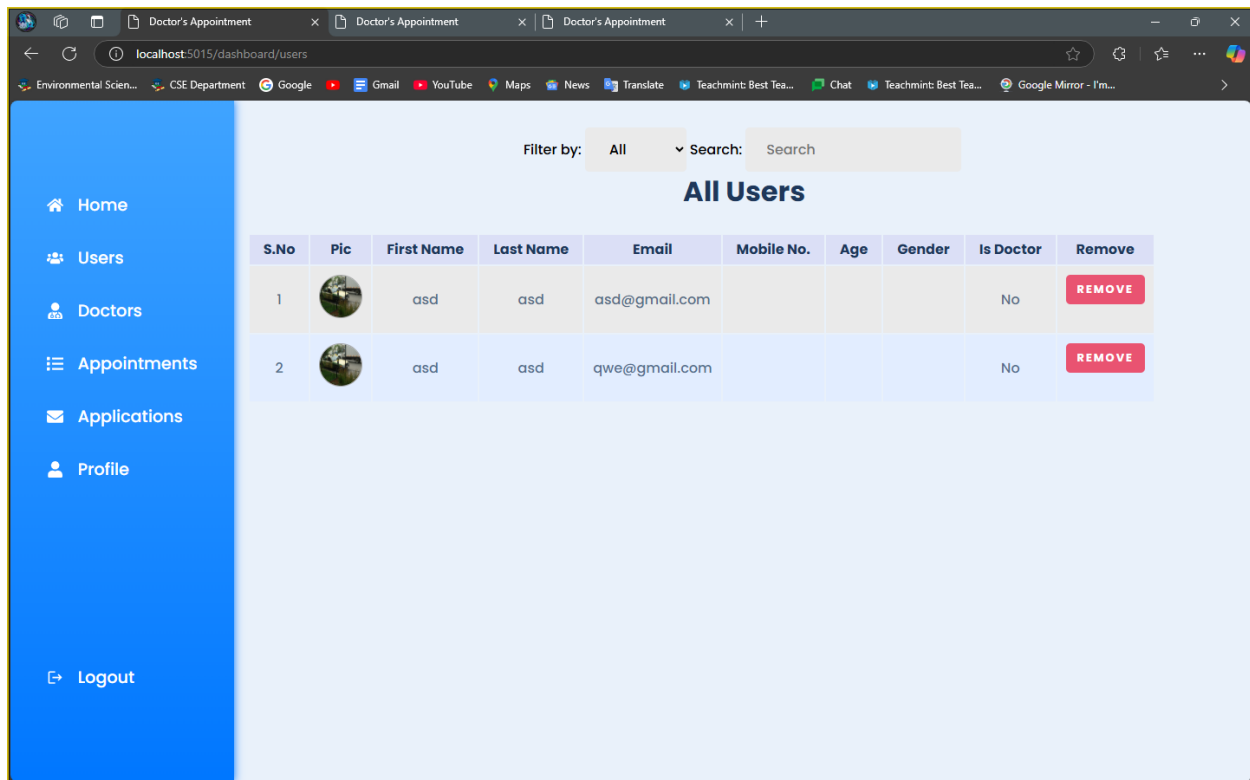 Doctor's Appointment Doctor's Appointment Doctor's Appointment
localhost:5015/dashboard/users
Environmental Scien... CSE Department Google Gmail YouTube Maps News Translate Teachmint: Best Tea... Chat Teachmint: Best Tea... Google Mirror - I'm...
Filter by: All Search: Search
All Users
Home
Users
Doctors
Appointments
Applications
Profile
Logout
S.No Pic First Name Last Name Email Mobile No. Age Gender Is Doctor Remove
1 asd asd asd@gmail.com No REMOVE
2 asd asd qwe@gmail.com No REMOVE